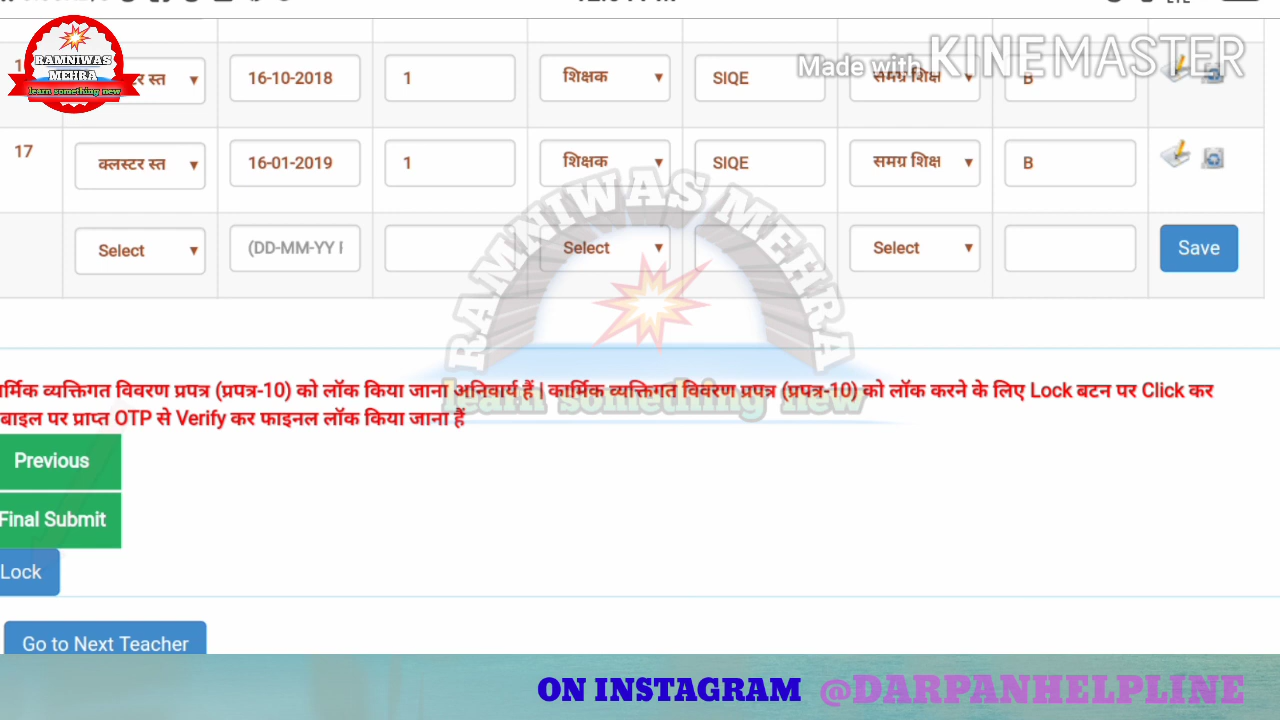 RAMNIWAS
MEHRA
learn something new
Made with KINEMASTER
16-10-2018
1
शिक्षक
SIQE
समग्र शिक्ष
B
17
क्लस्टर स्त
16-01-2019
1
शिक्षक
SIQE
समग्र शिक्ष
B
Select
(DD-MM-YY
Select
Select
Save
RAMNIWAS MEHRA
learn something new
र्मिक व्यक्तिगत विवरण प्रपत्र (प्रपत्र-10) को लॉक किया जाना अनिवार्य हैं | कार्मिक व्यक्तिगत विवरण प्रपत्र (प्रपत्र-10) को लॉक करने के लिए Lock बटन पर Click कर
बाइल पर प्राप्त OTP से Verify कर फाइनल लॉक किया जाना हैं
Previous
Final Submit
Lock
Go to Next Teacher
ON INSTAGRAM @DARPANHELPLINE